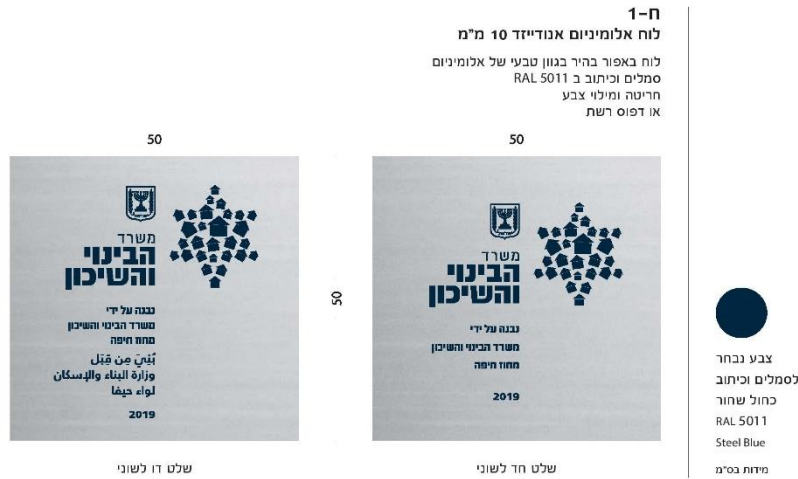 ח-1
לוח אלומיניום אנודייזד 10 מ"מ
לוח באפור בהיר בגוון טבעי של אלומיניום
סמלים וכיתוב ב RAL 5011
חריטה ומילוי צבע
או דפוס רשת
50
משרד
הבינוי
והשיכון
נבנה על ידי
משרד הבינוי והשיכון
מחוז חיפה
2019
שלט חד לשוני
50
50
משרד
הבינוי
והשיכון
נבנה על ידי
משרד הבינוי והשיכון
מחוז חיפה
بُنِيَ مِن قِبَل
وزارة البناء والإسكان
لواء حيفا
2019
שלט דו לשוני
צבע נבחר
לסמלים וכיתוב
כחול שחור
RAL 5011
Steel Blue
מידות בס"מ